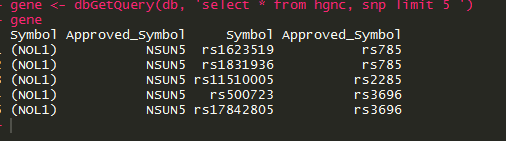 gene <- dbGetQuery(db, 'select * from hgnc, snp limit 5 ')
gene
Symbol Approved_Symbol Symbol Approved_Symbol
(NOL1) NSUN5 rs1623519 rs785
(NOL1) NSUN5 rs1831936 rs785
(NOL1) NSUN5 rs11510005 rs2285
(NOL1) NSUN5 rs500723 rs3696
(NOL1) NSUN5 rs17842805 rs3696